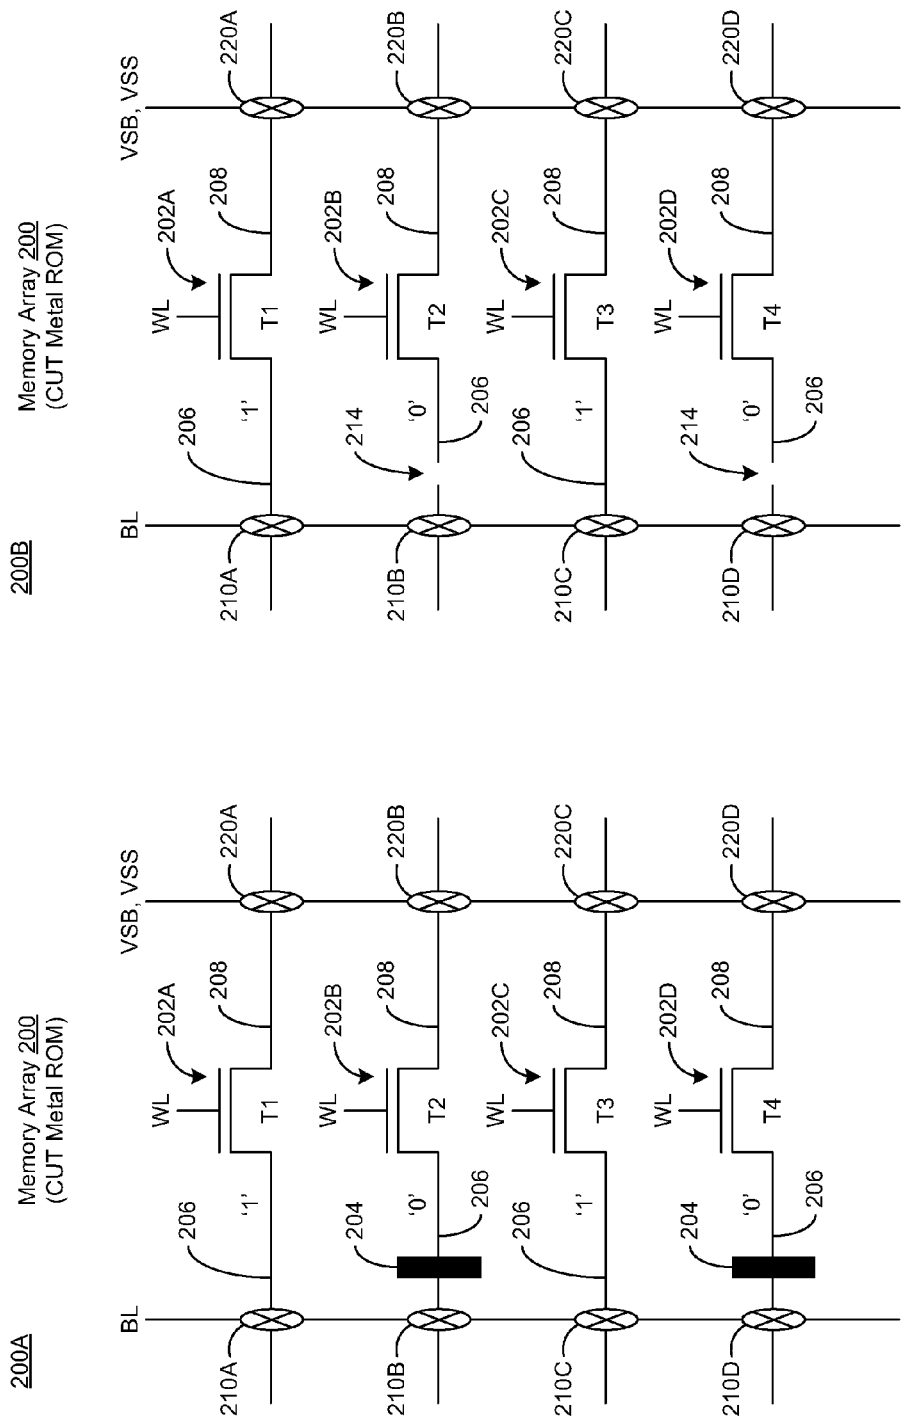 200A
Memory Array 200
(CUT Metal ROM)
BL
VSB, VSS
WL
202A
206
208
210A
220A
'1'
T1
WL
202B
204
208
210B
220B
'0'
T2
206
WL
202C
206
208
210C
220C
'1'
T3
WL
202D
204
208
210D
220D
'0'
T4
206
200B
Memory Array 200
(CUT Metal ROM)
BL
VSB, VSS
WL
202A
206
208
210A
220A
'1'
T1
WL
202B
214
208
210B
220B
'0'
T2
206
WL
202C
206
208
210C
220C
'1'
T3
WL
202D
214
208
210D
220D
'0'
T4
206